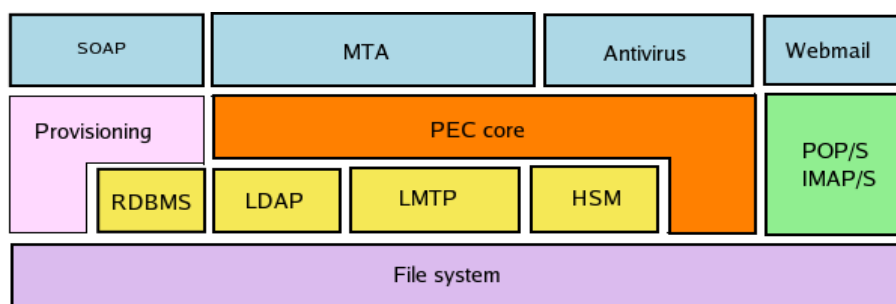 SOAP
MTA
Antivirus
Webmail
Provisioning
PEC core
POP/S
IMAP/S
RDBMS
LDAP
LMTP
HSM
File system